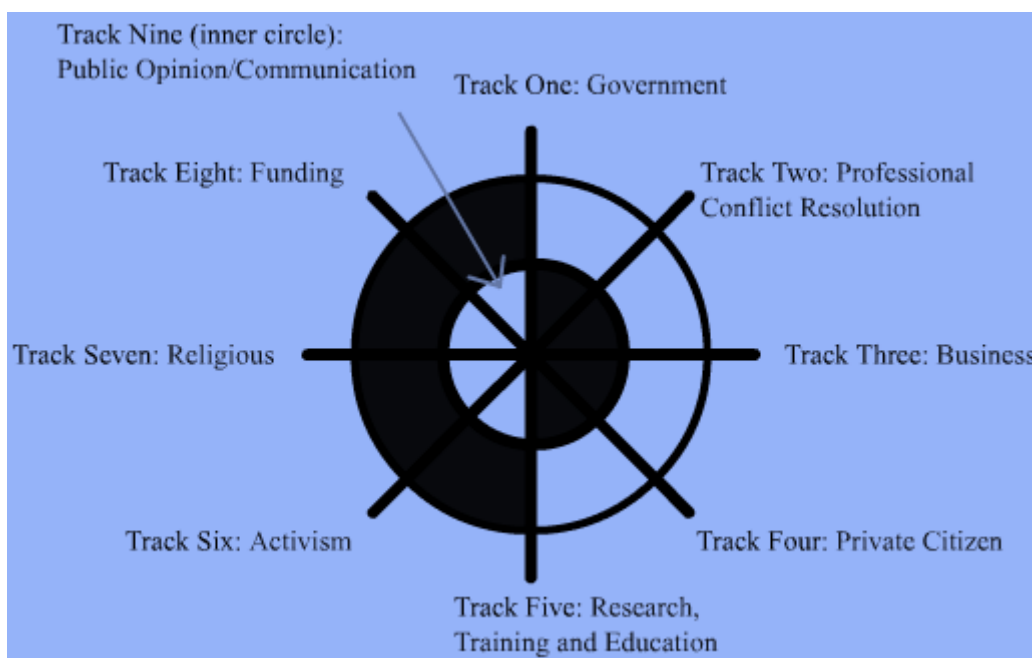 Track Nine (inner circle):
Public Opinion/Communication
Track One: Government
Track Eight: Funding
Track Two: Professional
Conflict Resolution
Track Seven: Religious
Track Three: Business
Track Six: Activism
Track Four: Private Citizen
Track Five: Research,
Training and Education